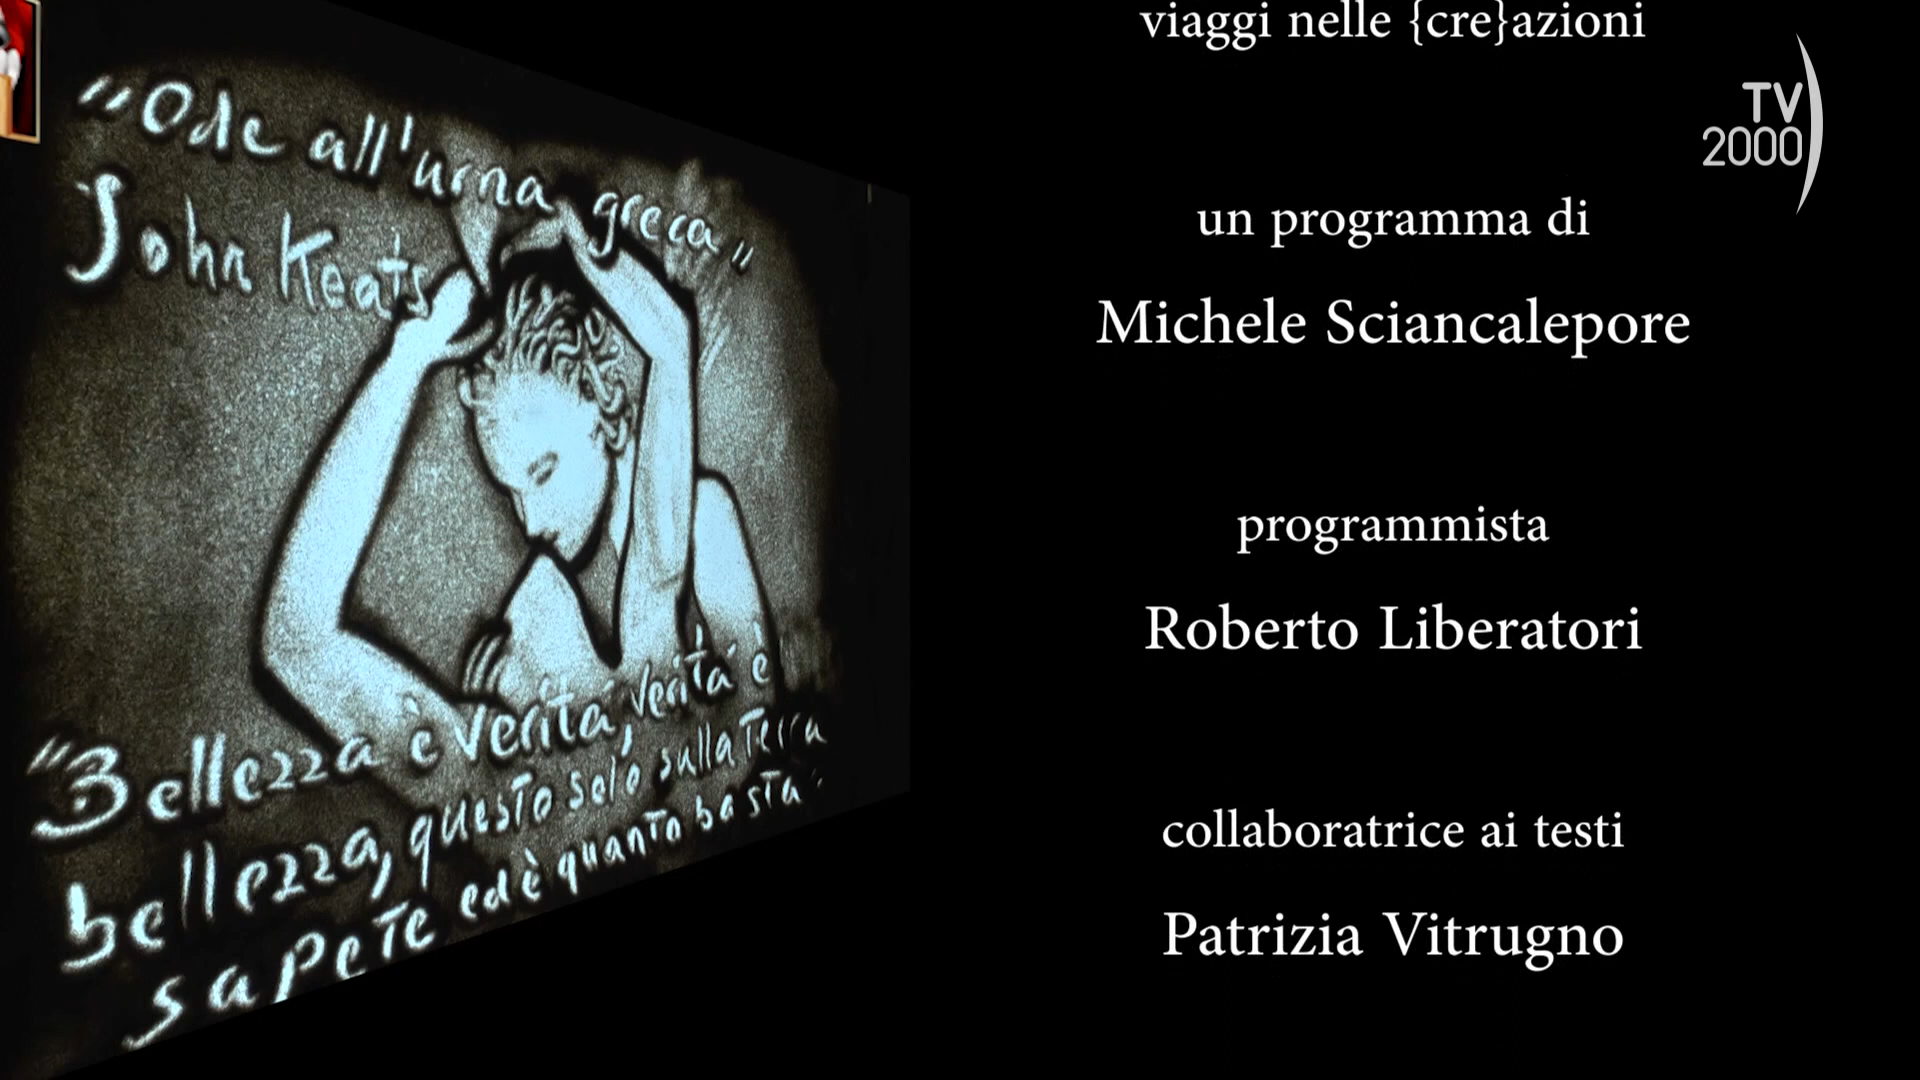 "Ode all'urna greca"
John Keats
"Bellezza è verità, verità è
bellezza, questo solo sulla Terra
sapete ed è quanto basta"
viaggi nelle {cre}azioni
un programma di
Michele Sciancalepore
programmista
Roberto Liberatori
collaboratrice ai testi
Patrizia Vitrugno
TV
2000